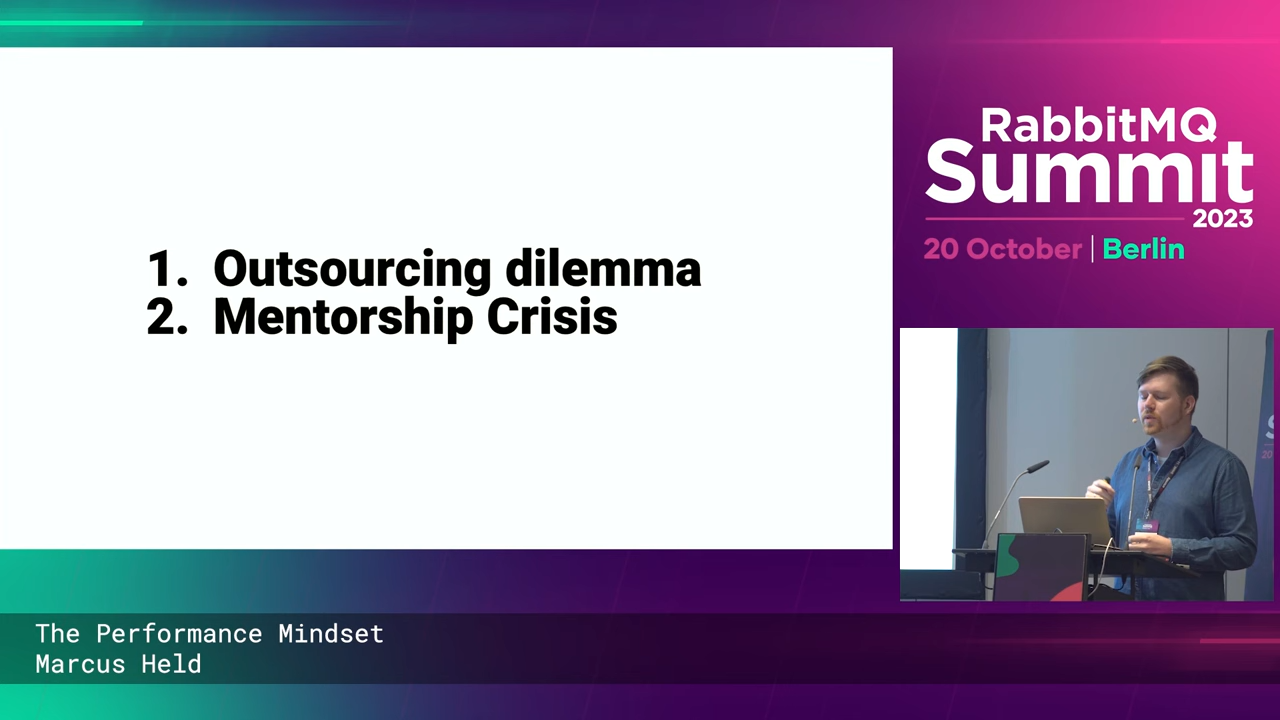 1. Outsourcing dilemma
2. Mentorship Crisis
RabbitMQ
Summit
2023
20 October | Berlin
The Performance Mindset
Marcus Held